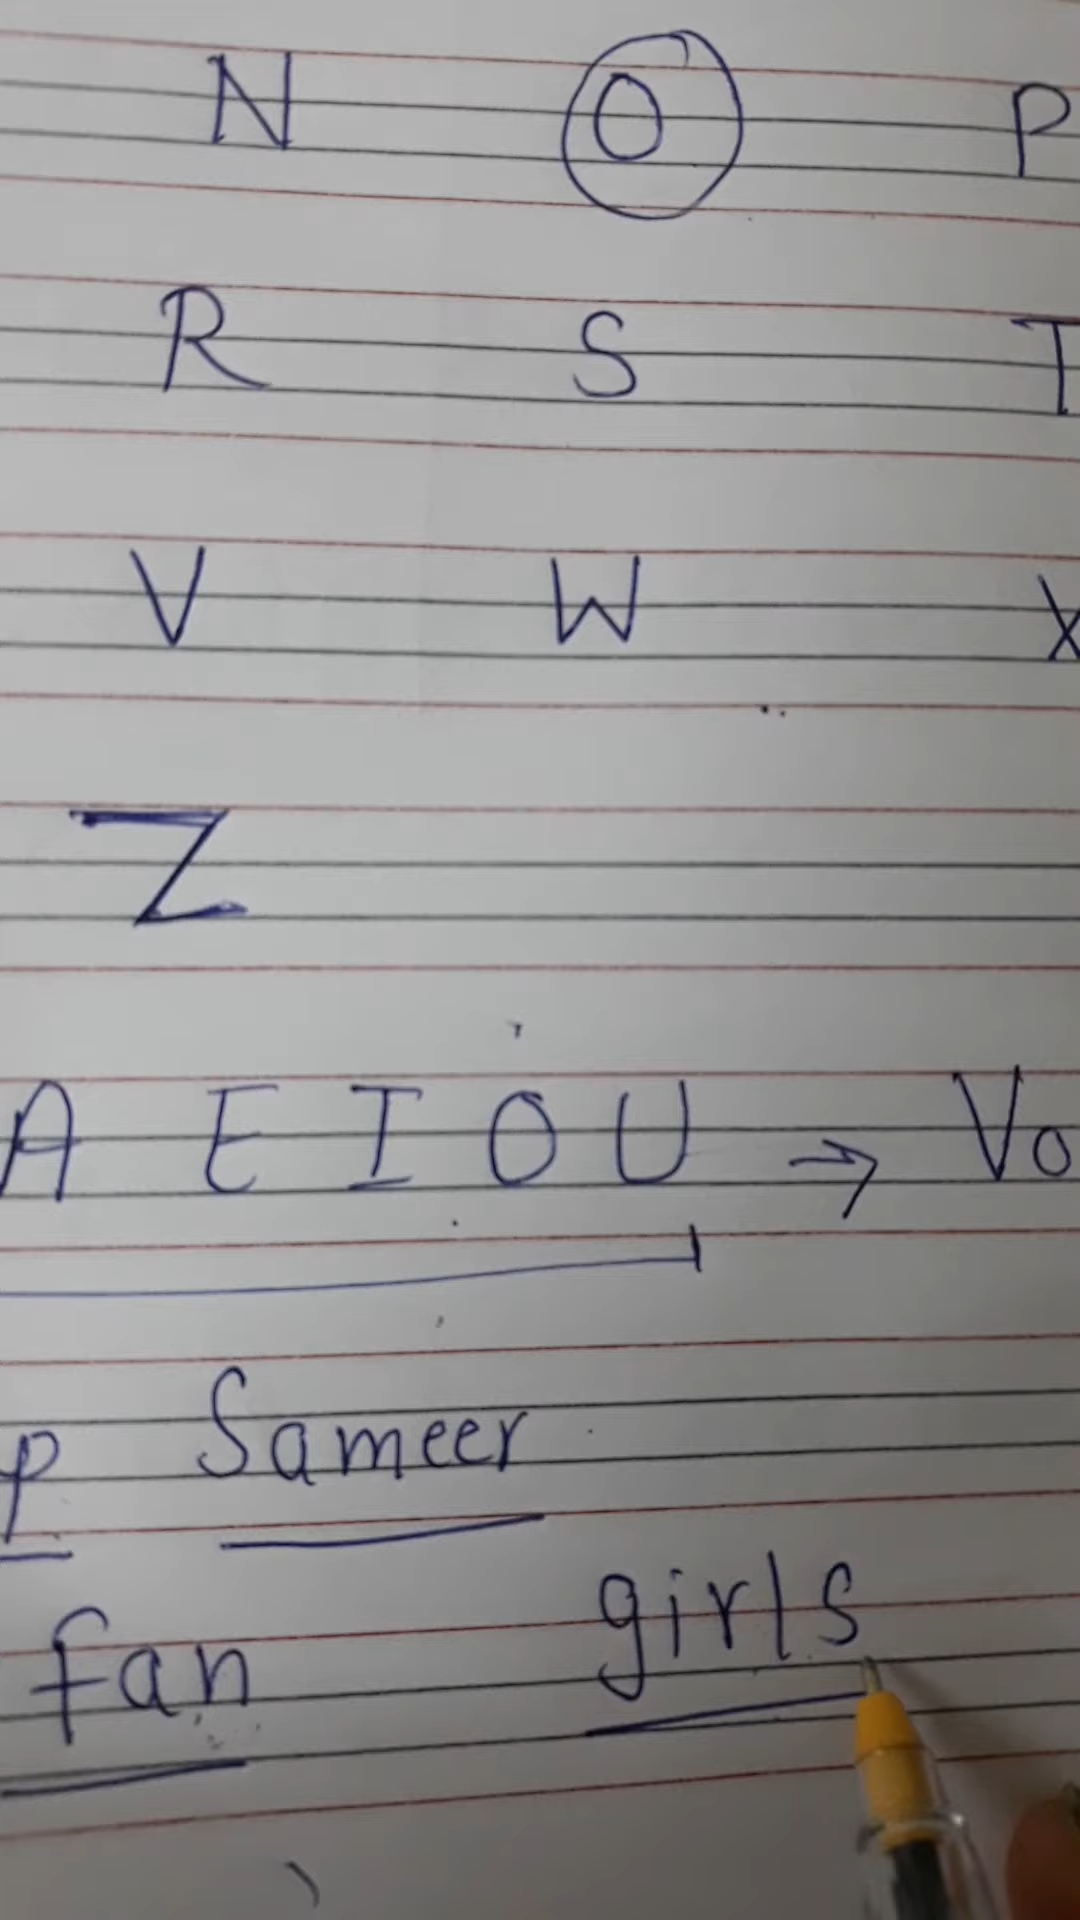 N O P
R S T
V W X
Z
A E I O U → Vo
p Sameer
fan girls